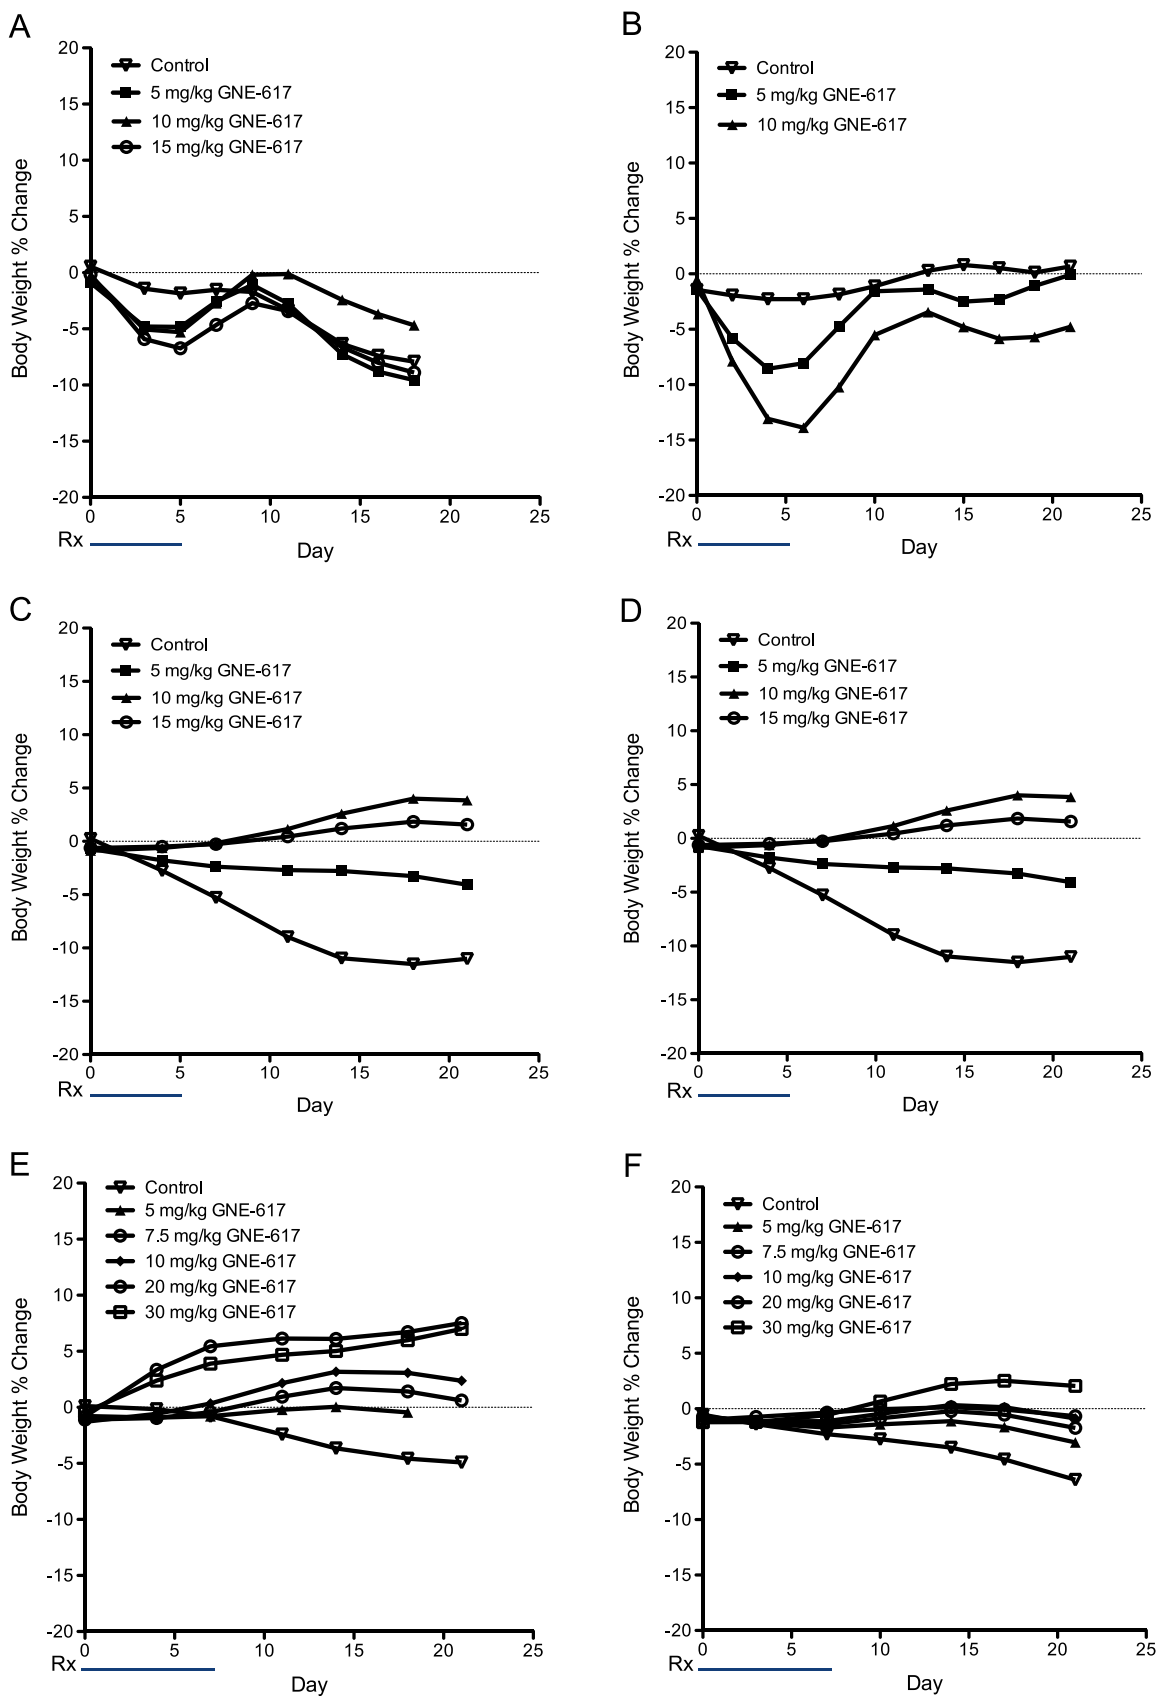 A
Body Weight % Change
20
15
10
5
0
-5
-10
-15
-20
Control
5 mg/kg GNE-617
10 mg/kg GNE-617
15 mg/kg GNE-617
0 5 10 15 20 25
Rx
Day
B
Body Weight % Change
20
15
10
5
0
-5
-10
-15
-20
Control
5 mg/kg GNE-617
10 mg/kg GNE-617
0 5 10 15 20 25
Rx
Day
C
Body Weight % Change
20
15
10
5
0
-5
-10
-15
-20
Control
5 mg/kg GNE-617
10 mg/kg GNE-617
15 mg/kg GNE-617
0 5 10 15 20 25
Rx
Day
D
Body Weight % Change
20
15
10
5
0
-5
-10
-15
-20
Control
5 mg/kg GNE-617
10 mg/kg GNE-617
15 mg/kg GNE-617
0 5 10 15 20 25
Rx
Day
E
Body Weight % Change
20
15
10
5
0
-5
-10
-15
-20
Control
5 mg/kg GNE-617
7.5 mg/kg GNE-617
10 mg/kg GNE-617
20 mg/kg GNE-617
30 mg/kg GNE-617
0 5 10 15 20 25
Rx
Day
F
Body Weight % Change
20
15
10
5
0
-5
-10
-15
-20
Control
5 mg/kg GNE-617
7.5 mg/kg GNE-617
10 mg/kg GNE-617
20 mg/kg GNE-617
30 mg/kg GNE-617
0 5 10 15 20 25
Rx
Day